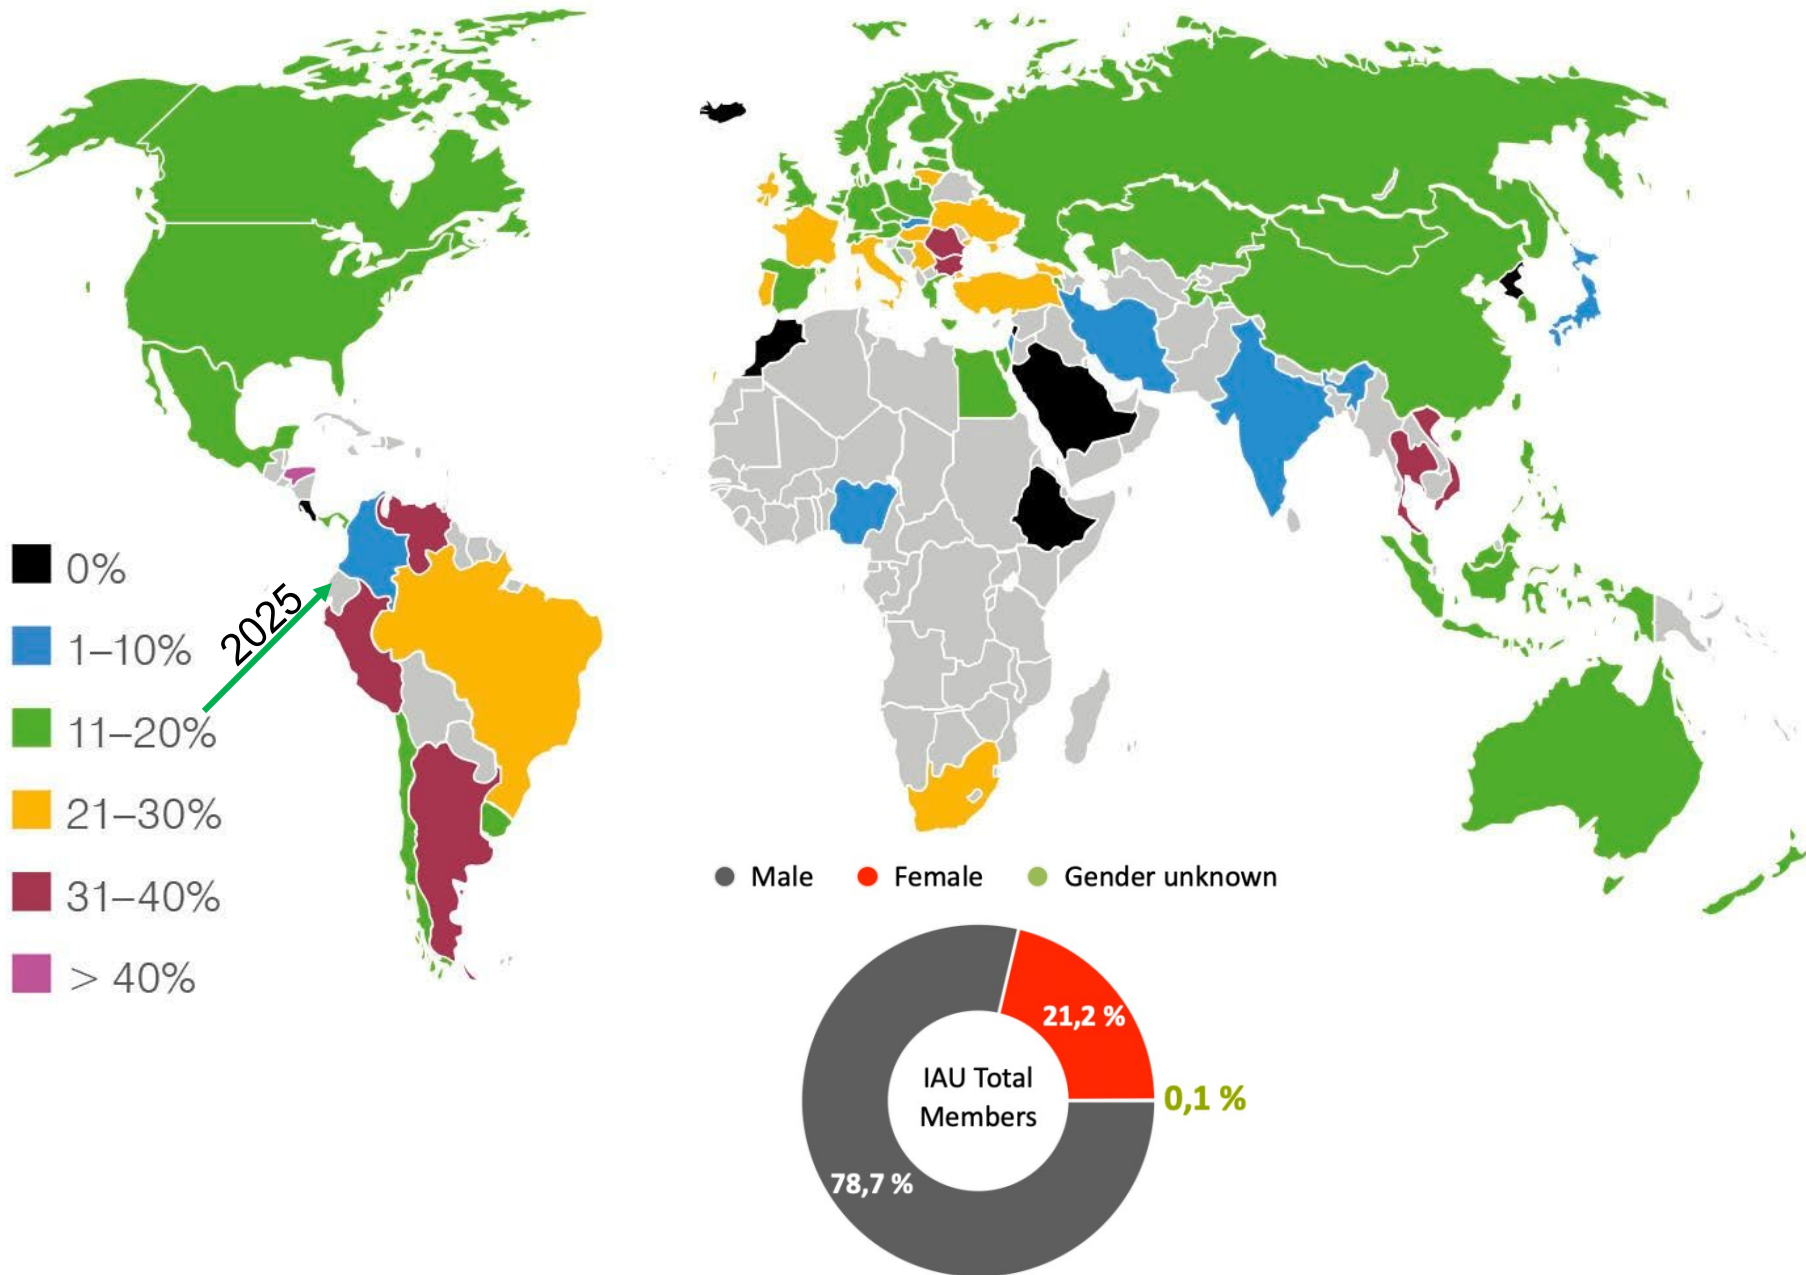 0%
1–10%
11–20%
21–30%
31–40%
> 40%
2025
Male
Female
Gender unknown
21,2 %
IAU Total
Members
0,1 %
78,7 %